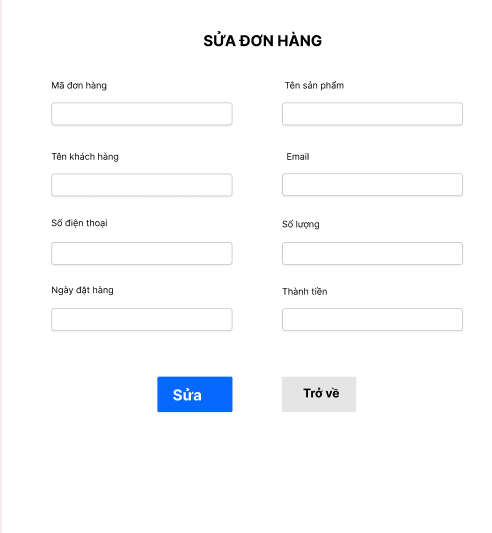 SỬA ĐƠN HÀNG
Mã đơn hàng
Tên sản phẩm
Tên khách hàng
Email
Số điện thoại
Số lượng
Ngày đặt hàng
Thành tiền
Sửa
Trở về